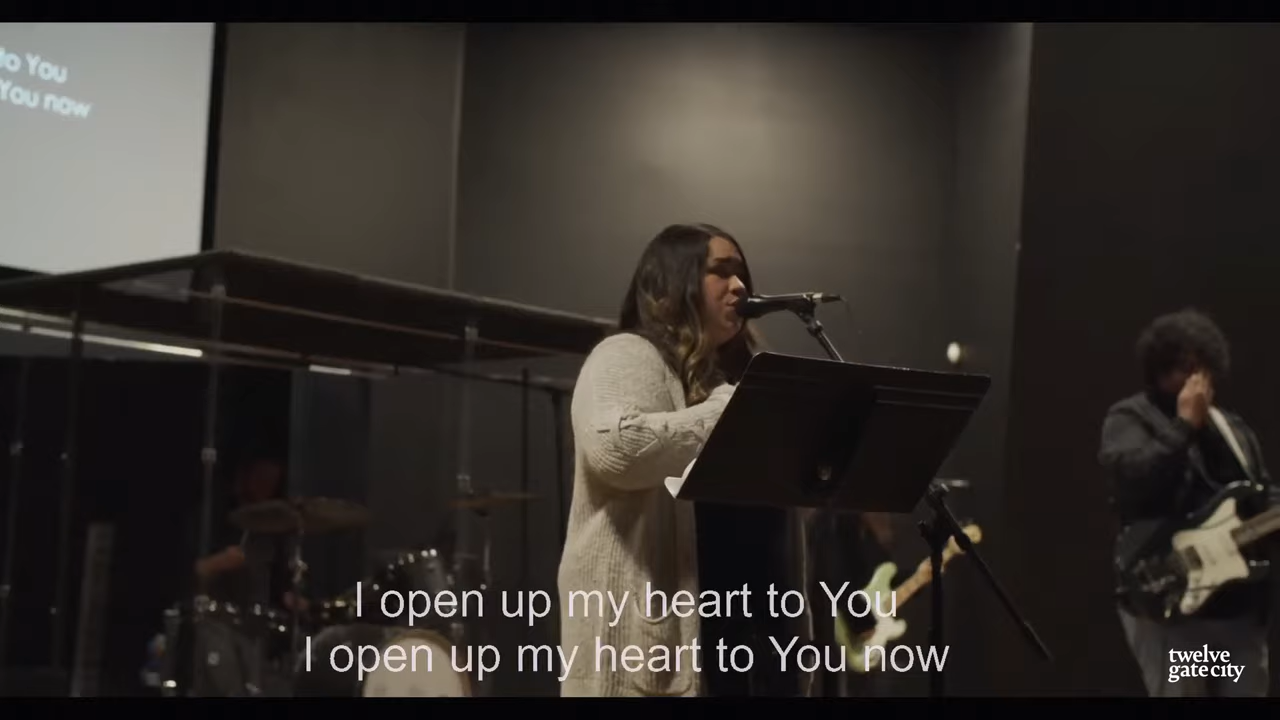 to You
You now
I open up my heart to You
I open up my heart to You now
twelve
gate city